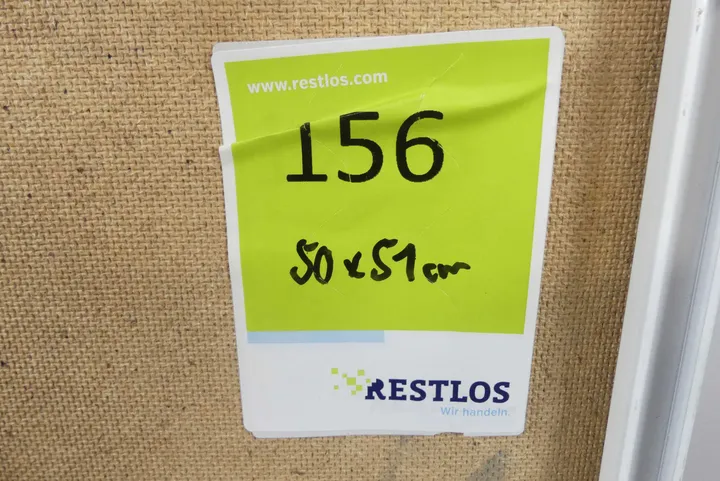 www.restlos.com
156
50 x 51 cm
RESTLOS
Wir handeln.